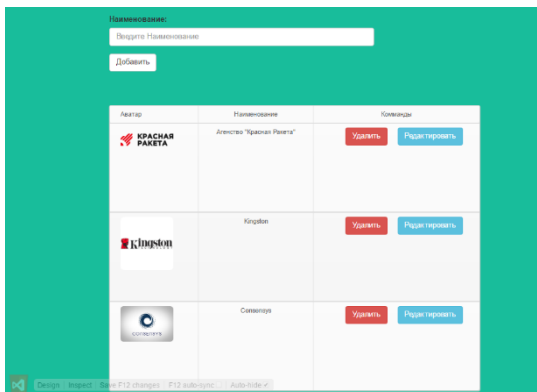 Наименование:
Введите Наименование
Добавить
Аватар Наименование Команды
КРАСНАЯ
РАКЕТА
Агенство "Красная Ракета" Удалить Редактировать
Kingston Удалить Редактировать
Kingston
Consensys Удалить Редактировать
CONSENSYS
Design Inspect Save F12 changes F12 auto-sync... Auto-hide